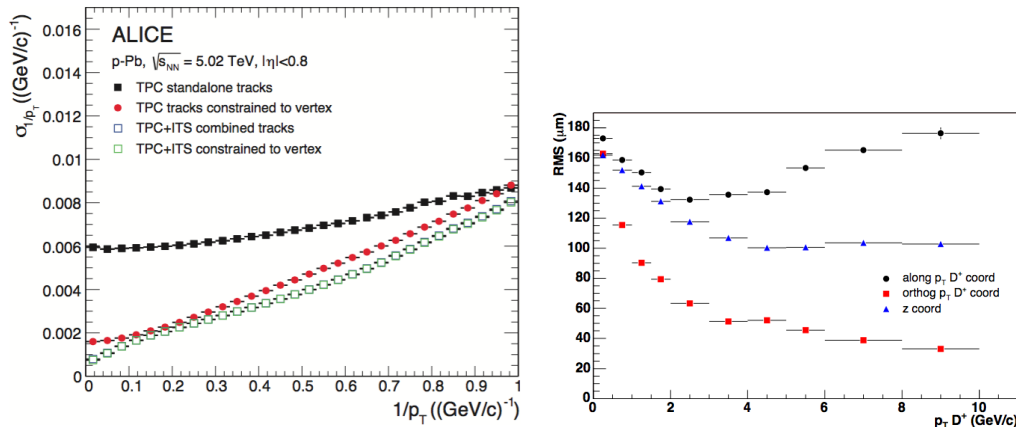 ALICE
p-Pb, √sNN = 5.02 TeV, |η|<0.8
TPC standalone tracks
TPC tracks constrained to vertex
TPC+ITS combined tracks
TPC+ITS constrained to vertex
σ1/pT ((GeV/c)-1)
0.016
0.014
0.012
0.01
0.008
0.006
0.004
0.002
0
0 0.1 0.2 0.3 0.4 0.5 0.6 0.7 0.8 0.9 1
1/pT ((GeV/c)-1)
RMS (μm)
180
160
140
120
100
80
60
40
20
0
along pT D+ coord
orthog pT D+ coord
z coord
0 2 4 6 8 10
pT D+ (GeV/c)